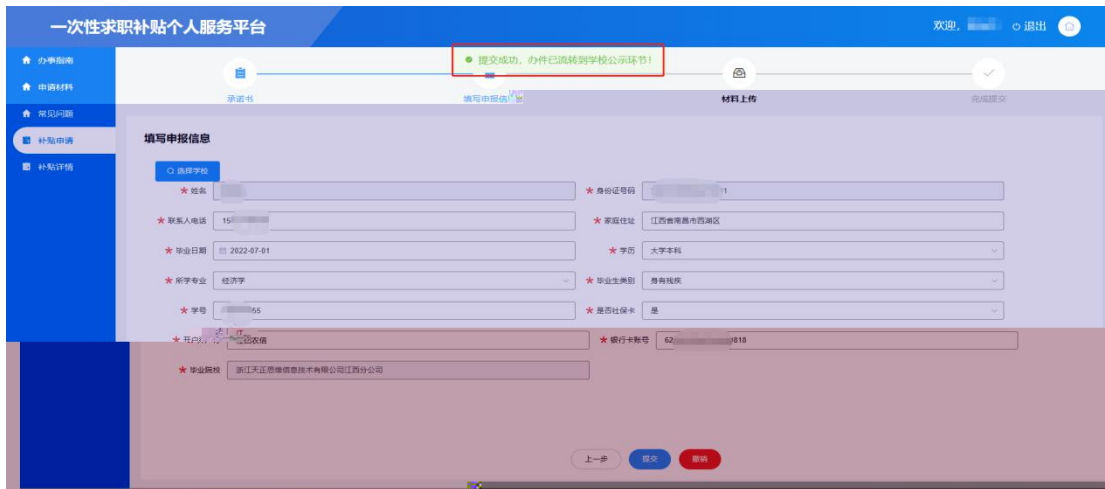 一次性求职补贴个人服务平台
欢迎, 退出
办事指南
提交成功, 办件已流转到学校公示环节!
申请材料
承诺书
填写申报信息
材料上传
完成提交
常见问题
补贴申请
填写申报信息
补贴详情
选择学校
* 姓名
* 身份证号码 1
* 联系人电话 15
* 家庭住址 江西省南昌市西湖区
* 毕业日期 2022-07-01
* 学历 大学本科
* 所学专业 经济学
* 毕业生类别 身有残疾
* 学号 55
* 是否社保卡 是
* 开户 农信
* 银行卡账号 62 0818
* 毕业院校 浙江天正思维信息技术有限公司江西分公司
上一步 提交 撤销